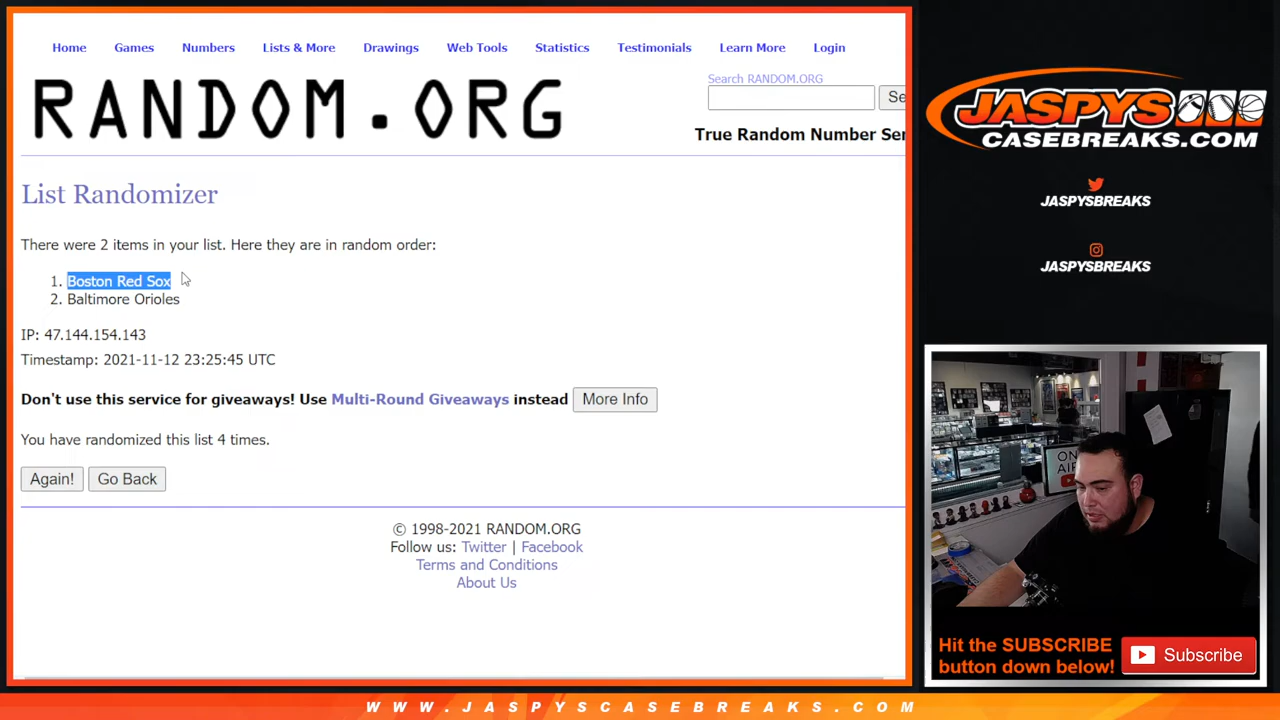 Home Games Numbers Lists & More Drawings Web Tools Statistics Testimonials Learn More Login
RANDOM.ORG
Search RANDOM.ORG
Se
True Random Number Ser
List Randomizer
There were 2 items in your list. Here they are in random order:
1. Boston Red Sox
2. Baltimore Orioles
IP: 47.144.154.143
Timestamp: 2021-11-12 23:25:45 UTC
Don't use this service for giveaways! Use Multi-Round Giveaways instead More Info
You have randomized this list 4 times.
Again! Go Back
© 1998-2021 RANDOM.ORG
Follow us: Twitter | Facebook
Terms and Conditions
About Us
JASPYS
CASEBREAKS.COM
JASPYSBREAKS
JASPYSBREAKS
ON
AIR
Hit the SUBSCRIBE
button down below!
Subscribe
WWW.JASPYSCASEBREAKS.COM